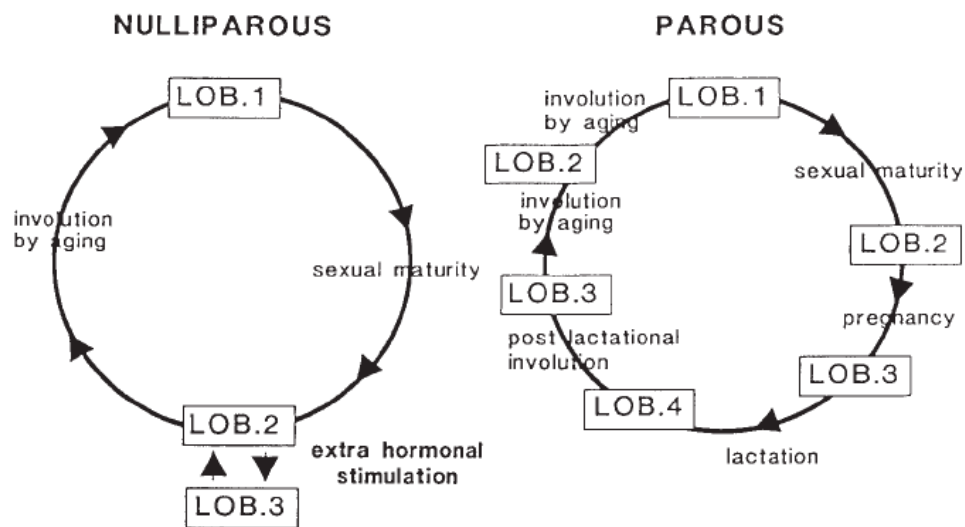 NULLIPAROUS
LOB.1
involution
by aging
sexual maturity
LOB.2
extra hormonal
stimulation
LOB.3
PAROUS
LOB.1
involution
by aging
LOB.2
sexual maturity
involution
by aging
LOB.2
LOB.3
pregnancy
post lactational
involution
LOB.3
LOB.4
lactation